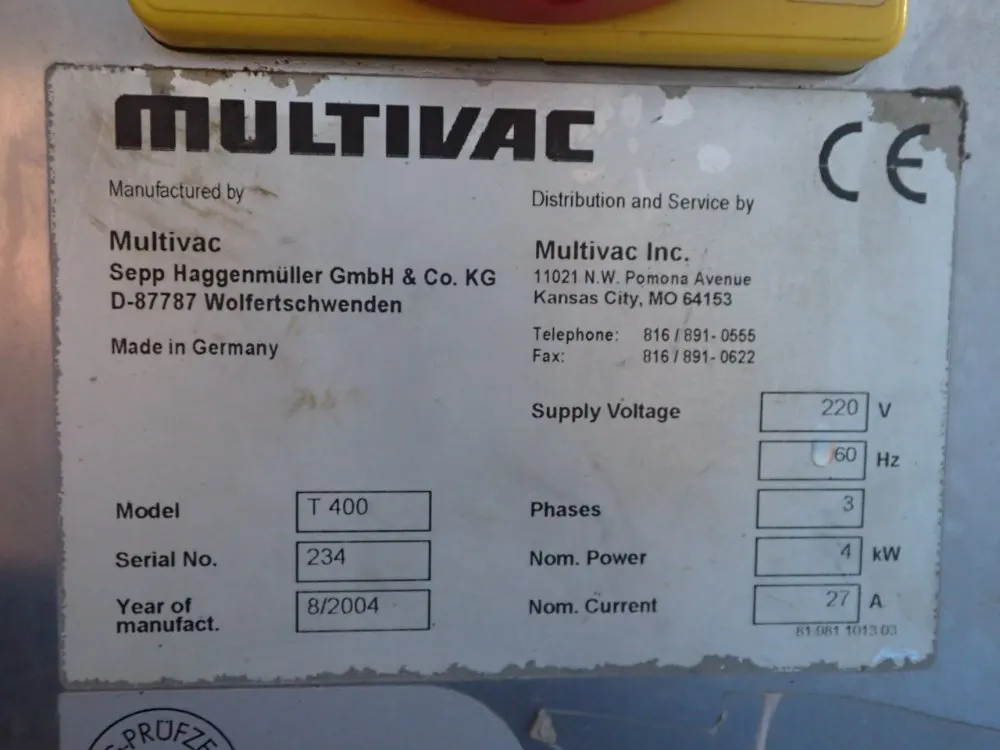 MULTIVAC
CE
Manufactured by
Multivac
Sepp Haggenmüller GmbH & Co. KG
D-87787 Wolfertschwenden
Made in Germany
Distribution and Service by
Multivac Inc.
11021 N.W. Pomona Avenue
Kansas City, MO 64153
Telephone: 816 / 891- 0555
Fax: 816 / 891- 0622
Supply Voltage 220 V
60 Hz
Model T 400
Phases 3
Serial No. 234
Nom. Power 4 kW
Year of
manufact. 8/2004
Nom. Current 27 A
81 981 1013 03